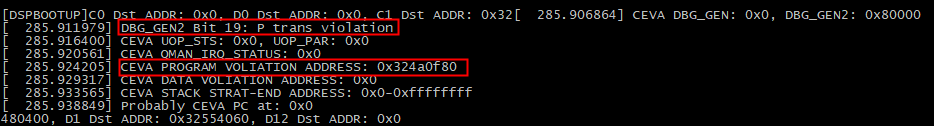 [DSPBOOTUP]C0 Dst ADDR: 0x0, D0 Dst ADDR: 0x0, C1 Dst ADDR: 0x32[  285.906864] CEVA DBG_GEN: 0x0, DBG_GEN2: 0x80000
[  285.911979] DBG_GEN2 Bit 19: P trans violation
[  285.916400] CEVA UOP_STS: 0x0, UOP_PAR: 0x0
[  285.920561] CEVA QMAN_IRQ_STATUS: 0x0
[  285.924205] CEVA PROGRAM VOLIATION ADDRESS: 0x324a0f80
[  285.929317] CEVA DATA VOLIATION ADDRESS: 0x0
[  285.933565] CEVA STACK STRAT-END ADDRESS: 0x0-0xffffffff
[  285.938849] Probably CEVA PC at: 0x0
480400, D1 Dst ADDR: 0x32554060, D12 Dst ADDR: 0x0